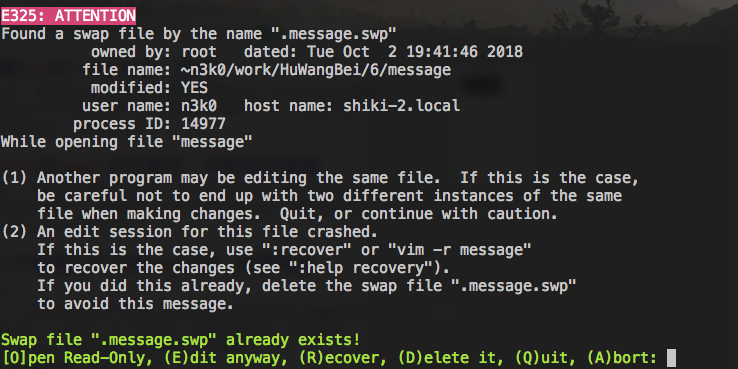 E325: ATTENTION
Found a swap file by the name ".message.swp"
          owned by: root   dated: Tue Oct  2 19:41:46 2018
         file name: ~n3k0/work/HuWangBei/6/message
          modified: YES
         user name: n3k0   host name: shiki-2.local
        process ID: 14977
While opening file "message"

(1) Another program may be editing the same file.  If this is the case,
    be careful not to end up with two different instances of the same
    file when making changes.  Quit, or continue with caution.
(2) An edit session for this file crashed.
    If this is the case, use ":recover" or "vim -r message"
    to recover the changes (see ":help recovery").
    If you did this already, delete the swap file ".message.swp"
    to avoid this message.

Swap file ".message.swp" already exists!
[O]pen Read-Only, (E)dit anyway, (R)ecover, (D)elete it, (Q)uit, (A)bort: